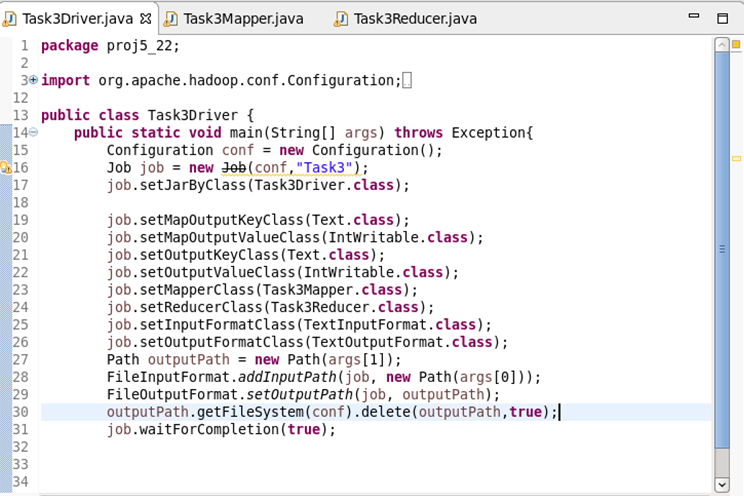 Task3Driver.java Task3Mapper.java Task3Reducer.java
1 package proj5_22;
2
3 import org.apache.hadoop.conf.Configuration;
12
13 public class Task3Driver {
14 public static void main(String[] args) throws Exception{
15 Configuration conf = new Configuration();
16 Job job = new Job(conf,"Task3");
17 job.setJarByClass(Task3Driver.class);
18
19 job.setMapOutputKeyClass(Text.class);
20 job.setMapOutputValueClass(IntWritable.class);
21 job.setOutputKeyClass(Text.class);
22 job.setOutputValueClass(IntWritable.class);
23 job.setMapperClass(Task3Mapper.class);
24 job.setReducerClass(Task3Reducer.class);
25 job.setInputFormatClass(TextInputFormat.class);
26 job.setOutputFormatClass(TextOutputFormat.class);
27 Path outputPath = new Path(args[1]);
28 FileInputFormat.addInputPath(job, new Path(args[0]));
29 FileOutputFormat.setOutputPath(job, outputPath);
30 outputPath.getFileSystem(conf).delete(outputPath,true);
31 job.waitForCompletion(true);
32
33
34